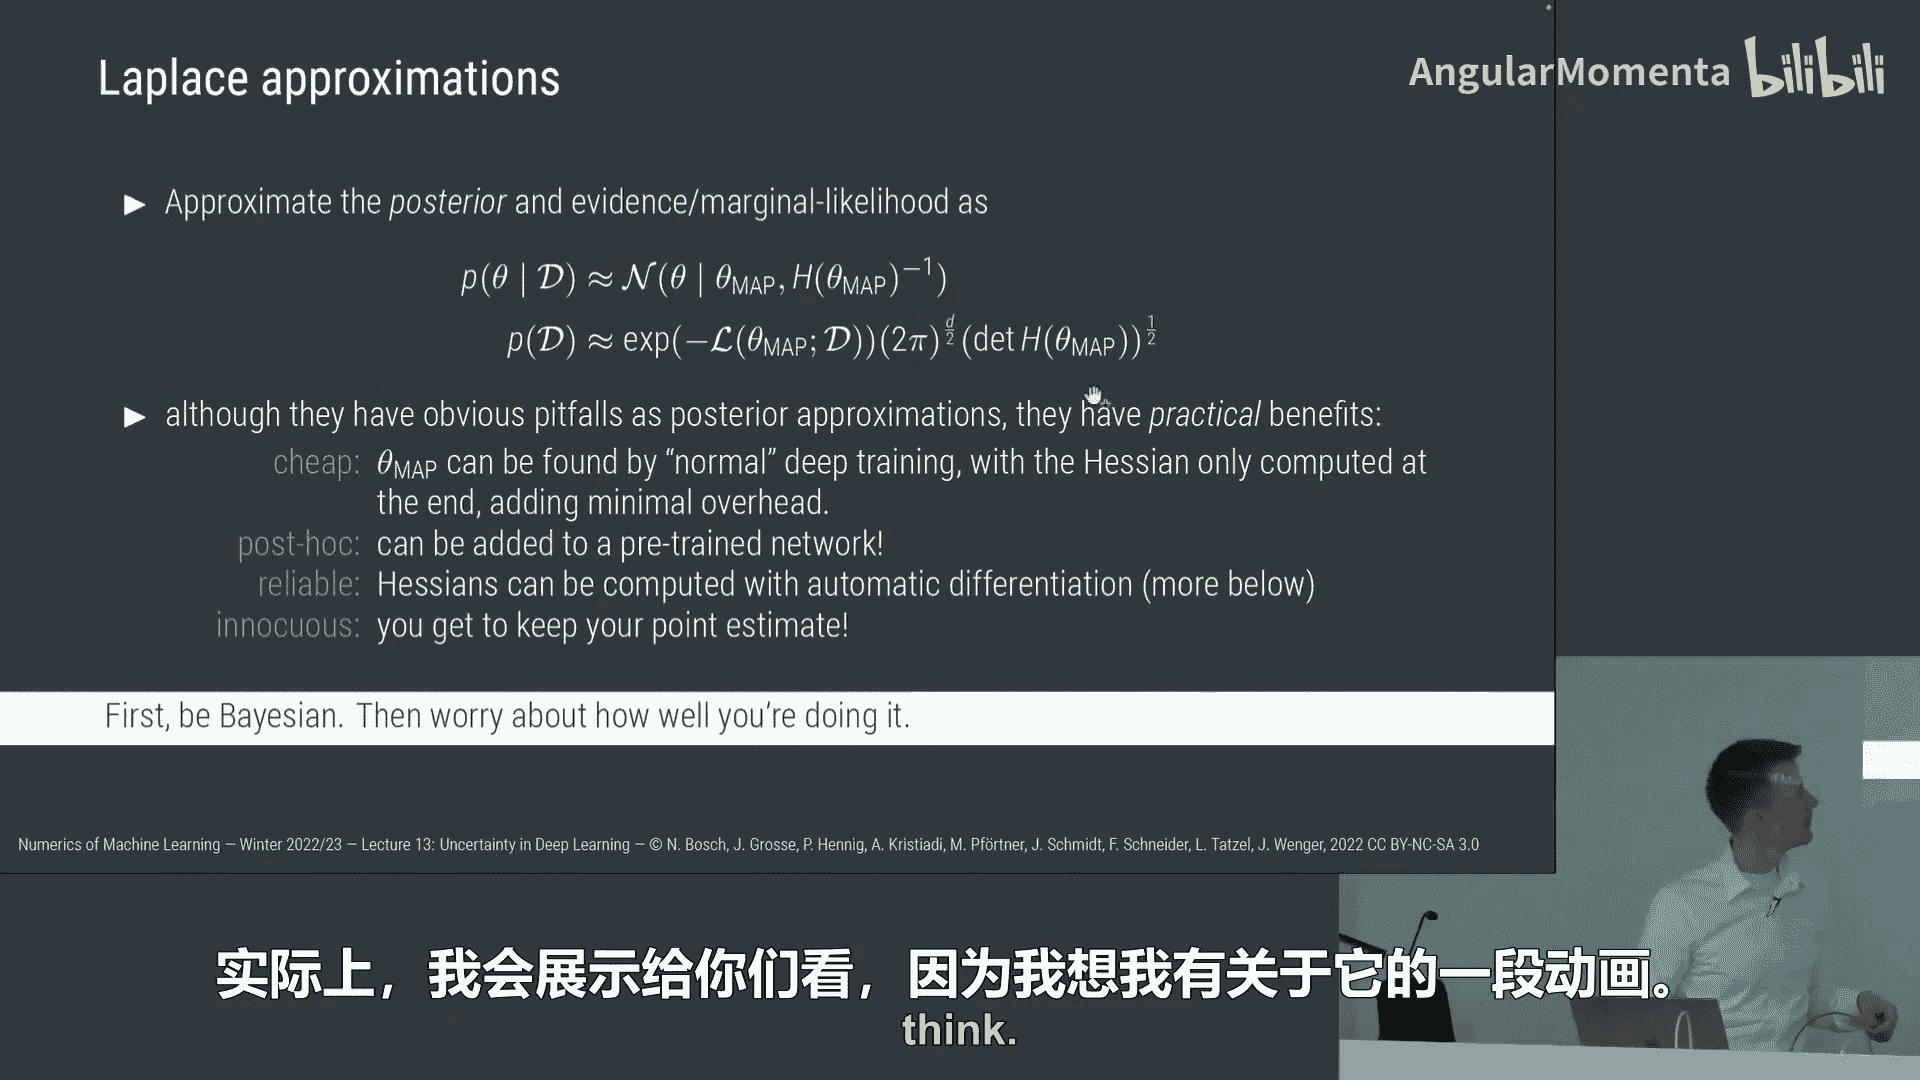 Laplace approximations
AngularMomenta bilibili
► Approximate the posterior and evidence/marginal-likelihood as
p(θ | 𝒟) ≈ 𝒩(θ | θ_MAP, H(θ_MAP)⁻¹)
p(𝒟) ≈ exp(−ℒ(θ_MAP; 𝒟))(2π)^{d/2}(det H(θ_MAP))^{1/2}
► although they have obvious pitfalls as posterior approximations, they have practical benefits:
cheap: θ_MAP can be found by “normal” deep training, with the Hessian only computed at
the end, adding minimal overhead.
post-hoc: can be added to a pre-trained network!
reliable: Hessians can be computed with automatic differentiation (more below)
innocuous: you get to keep your point estimate!
First, be Bayesian. Then worry about how well you’re doing it.
Numerics of Machine Learning — Winter 2022/23 — Lecture 13: Uncertainty in Deep Learning — © N. Bosch, J. Grosse, P. Hennig, A. Kristiadi, M. Pförtner, J. Schmidt, F. Schneider, L. Tatzel, J. Wenger, 2022 CC BY-NC-SA 3.0
实际上，我会展示给你们看，因为我想我有关于它的一段动画。
think.